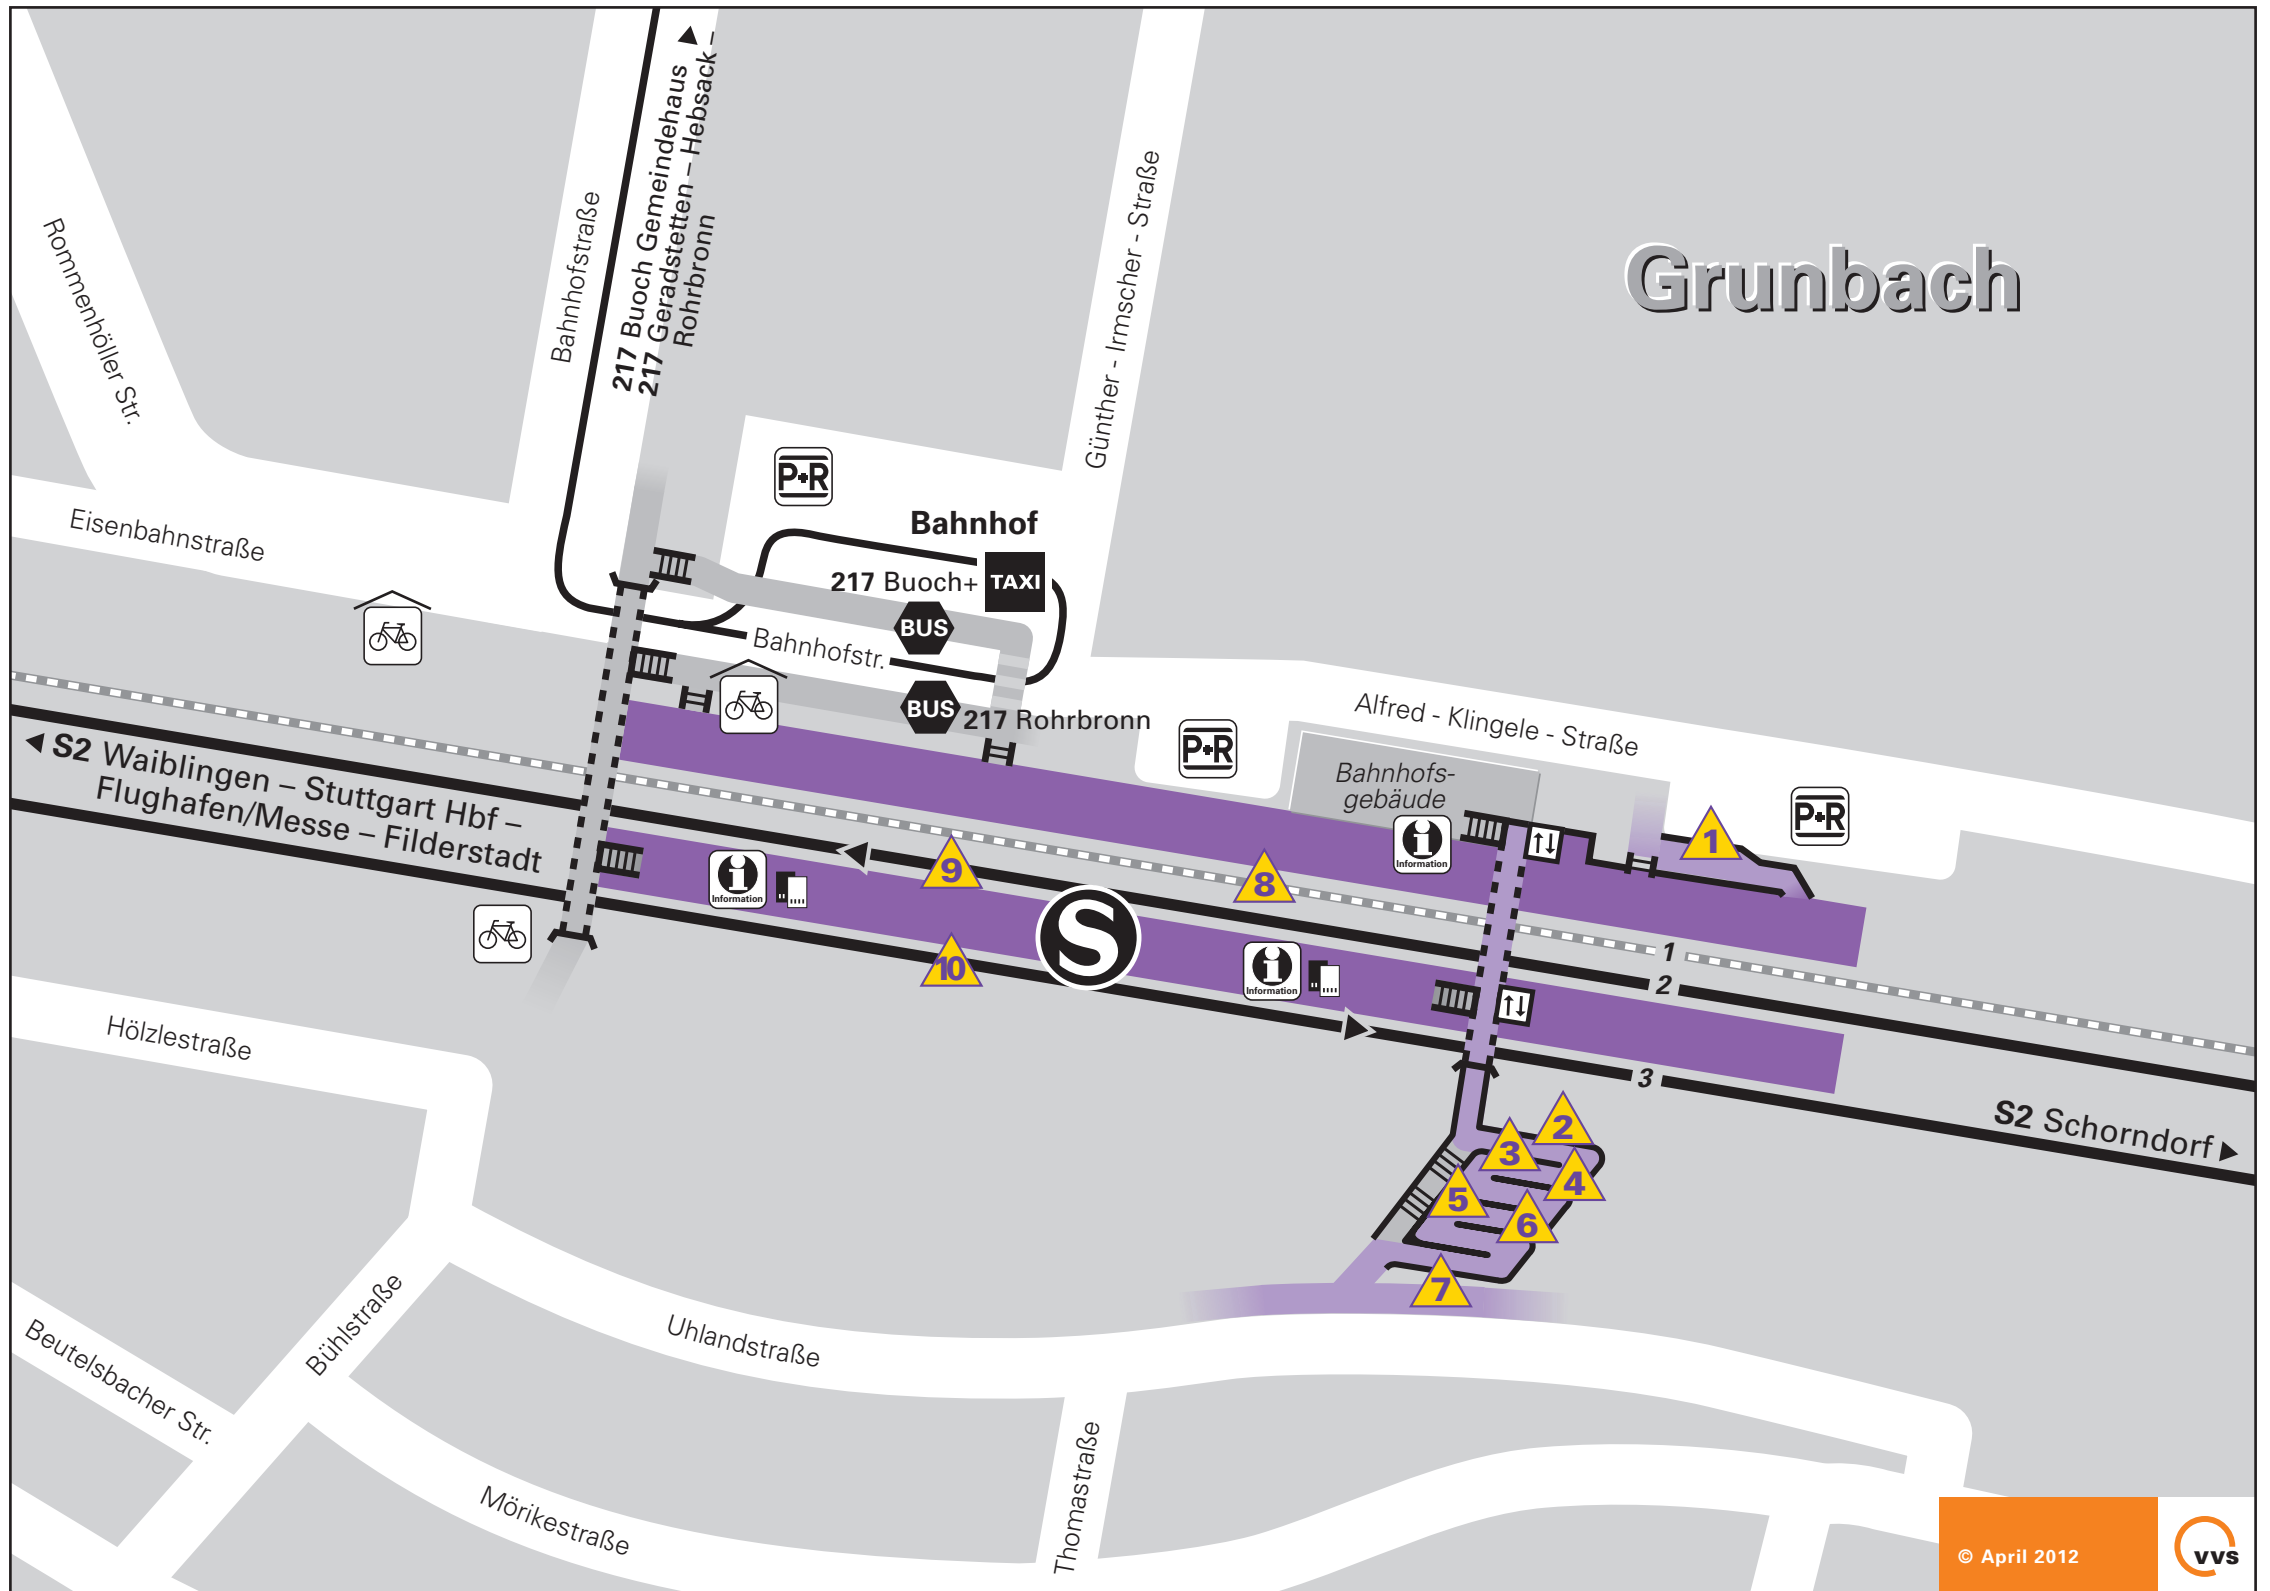 217 Buoch Gemeindehaus
217 Geradstetten – Hebsack –
Rohrbronn
Bahnhofstraße
Günther - Irmscher - Straße
Rommenhöller Str.
Grunbach
P+R
Eisenbahnstraße
Bahnhof
217 Buoch+
TAXI
BUS
Bahnhofstr.
BUS
217 Rohrbronn
P+R
Alfred - Klingele - Straße
Bahnhofs-
gebäude
P+R
1
S2 Waiblingen – Stuttgart Hbf –
Flughafen/Messe – Filderstadt
i
Information
i
Information
9
8
S
10
i
Information
1
2
3
S2 Schorndorf
Hölzlestraße
2
3
4
5
6
7
Bühlstraße
Beutelsbacher Str.
Uhlandstraße
Mörikestraße
Thomastraße
© April 2012
vvs